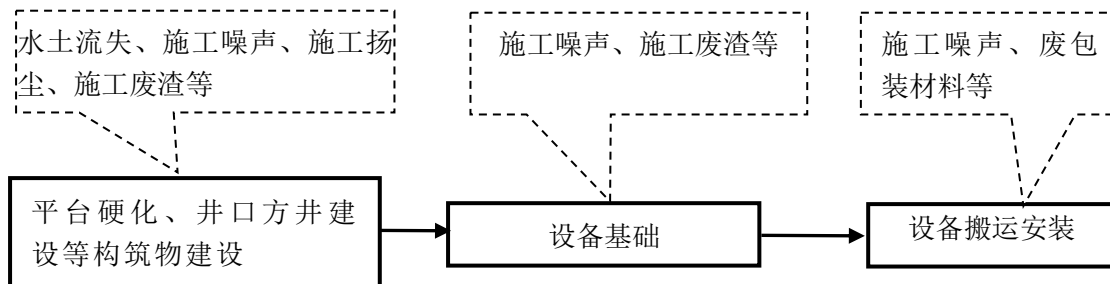 水土流失、施工噪声、施工扬
尘、施工废渣等
施工噪声、施工废渣等
施工噪声、废包
装材料等
平台硬化、井口方井建
设等构筑物建设
设备基础
设备搬运安装